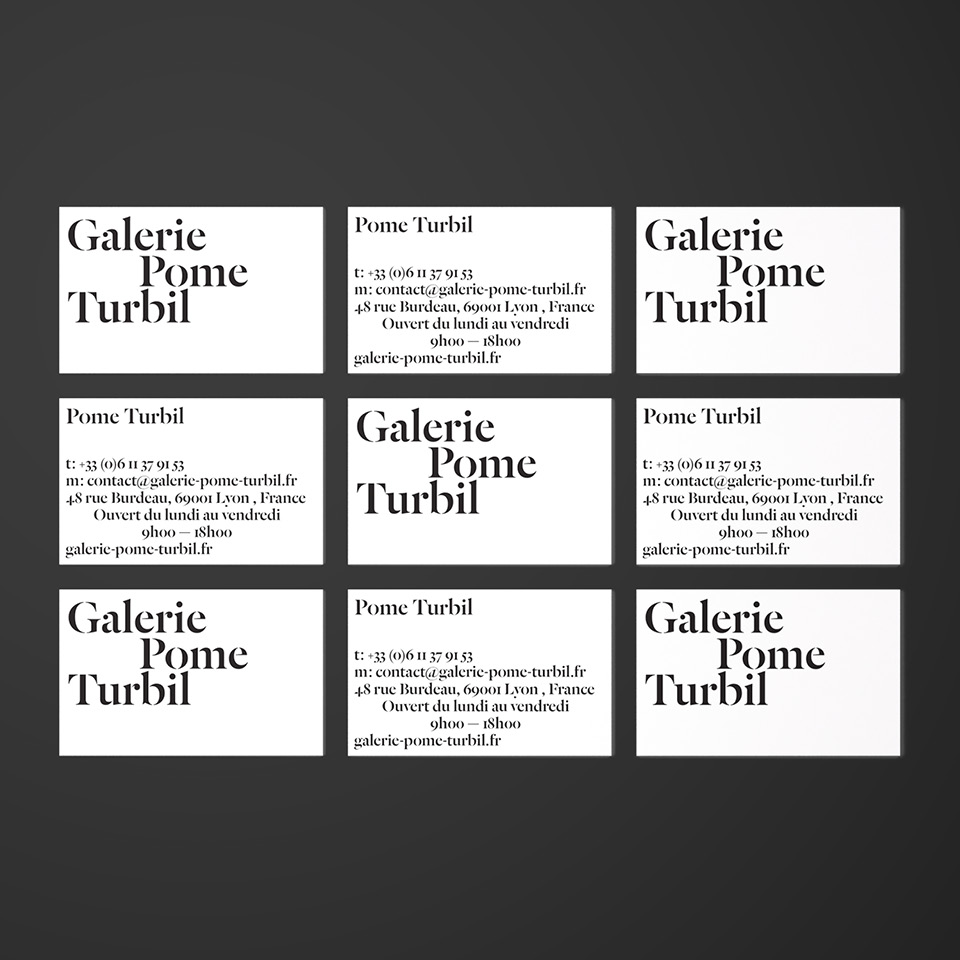 Galerie
Pome
Turbil
Pome Turbil
t: +33 (0)6 11 37 91 53
m: contact@galerie-pome-turbil.fr
48 rue Burdeau, 69001 Lyon , France
Ouvert du lundi au vendredi
9h00 — 18h00
galerie-pome-turbil.fr
Galerie
Pome
Turbil
Pome Turbil
t: +33 (0)6 11 37 91 53
m: contact@galerie-pome-turbil.fr
48 rue Burdeau, 69001 Lyon , France
Ouvert du lundi au vendredi
9h00 — 18h00
galerie-pome-turbil.fr
Galerie
Pome
Turbil
Pome Turbil
t: +33 (0)6 11 37 91 53
m: contact@galerie-pome-turbil.fr
48 rue Burdeau, 69001 Lyon , France
Ouvert du lundi au vendredi
9h00 — 18h00
galerie-pome-turbil.fr
Galerie
Pome
Turbil
Pome Turbil
t: +33 (0)6 11 37 91 53
m: contact@galerie-pome-turbil.fr
48 rue Burdeau, 69001 Lyon , France
Ouvert du lundi au vendredi
9h00 — 18h00
galerie-pome-turbil.fr
Galerie
Pome
Turbil